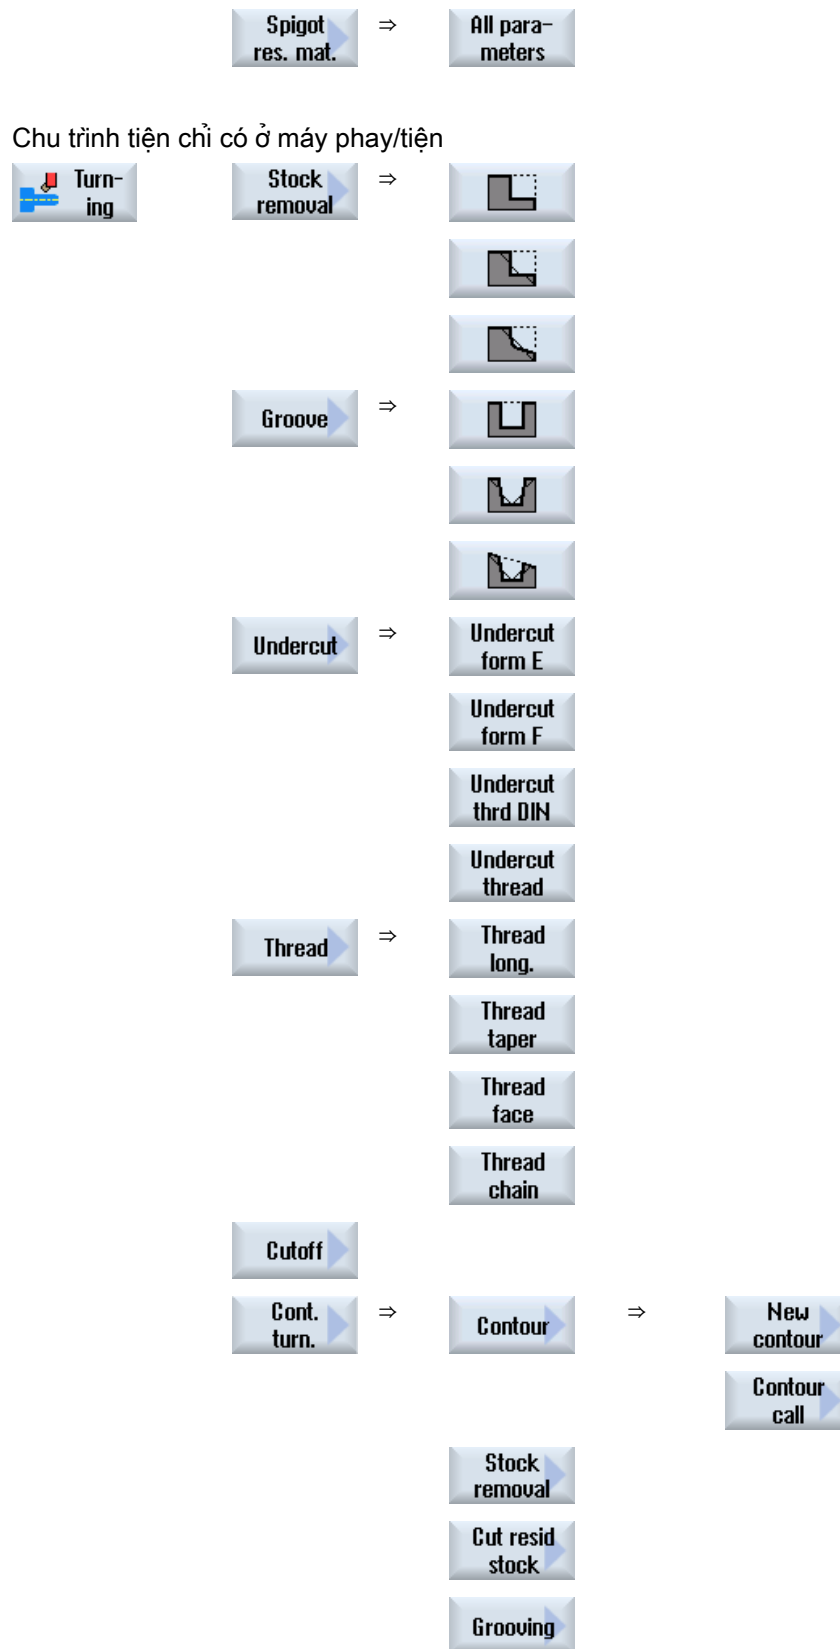 Spigot
res. mat.
⇒
All para-
meters
Chu trình tiện chỉ có ở máy phay/tiện
Turn-
ing
Stock
removal
⇒
Groove
⇒
Undercut
⇒
Undercut
form E
Undercut
form F
Undercut
thrd DIN
Undercut
thread
Thread
⇒
Thread
long.
Thread
taper
Thread
face
Thread
chain
Cutoff
Cont.
turn.
⇒
Contour
⇒
New
contour
Contour
call
Stock
removal
Cut resid
stock
Grooving